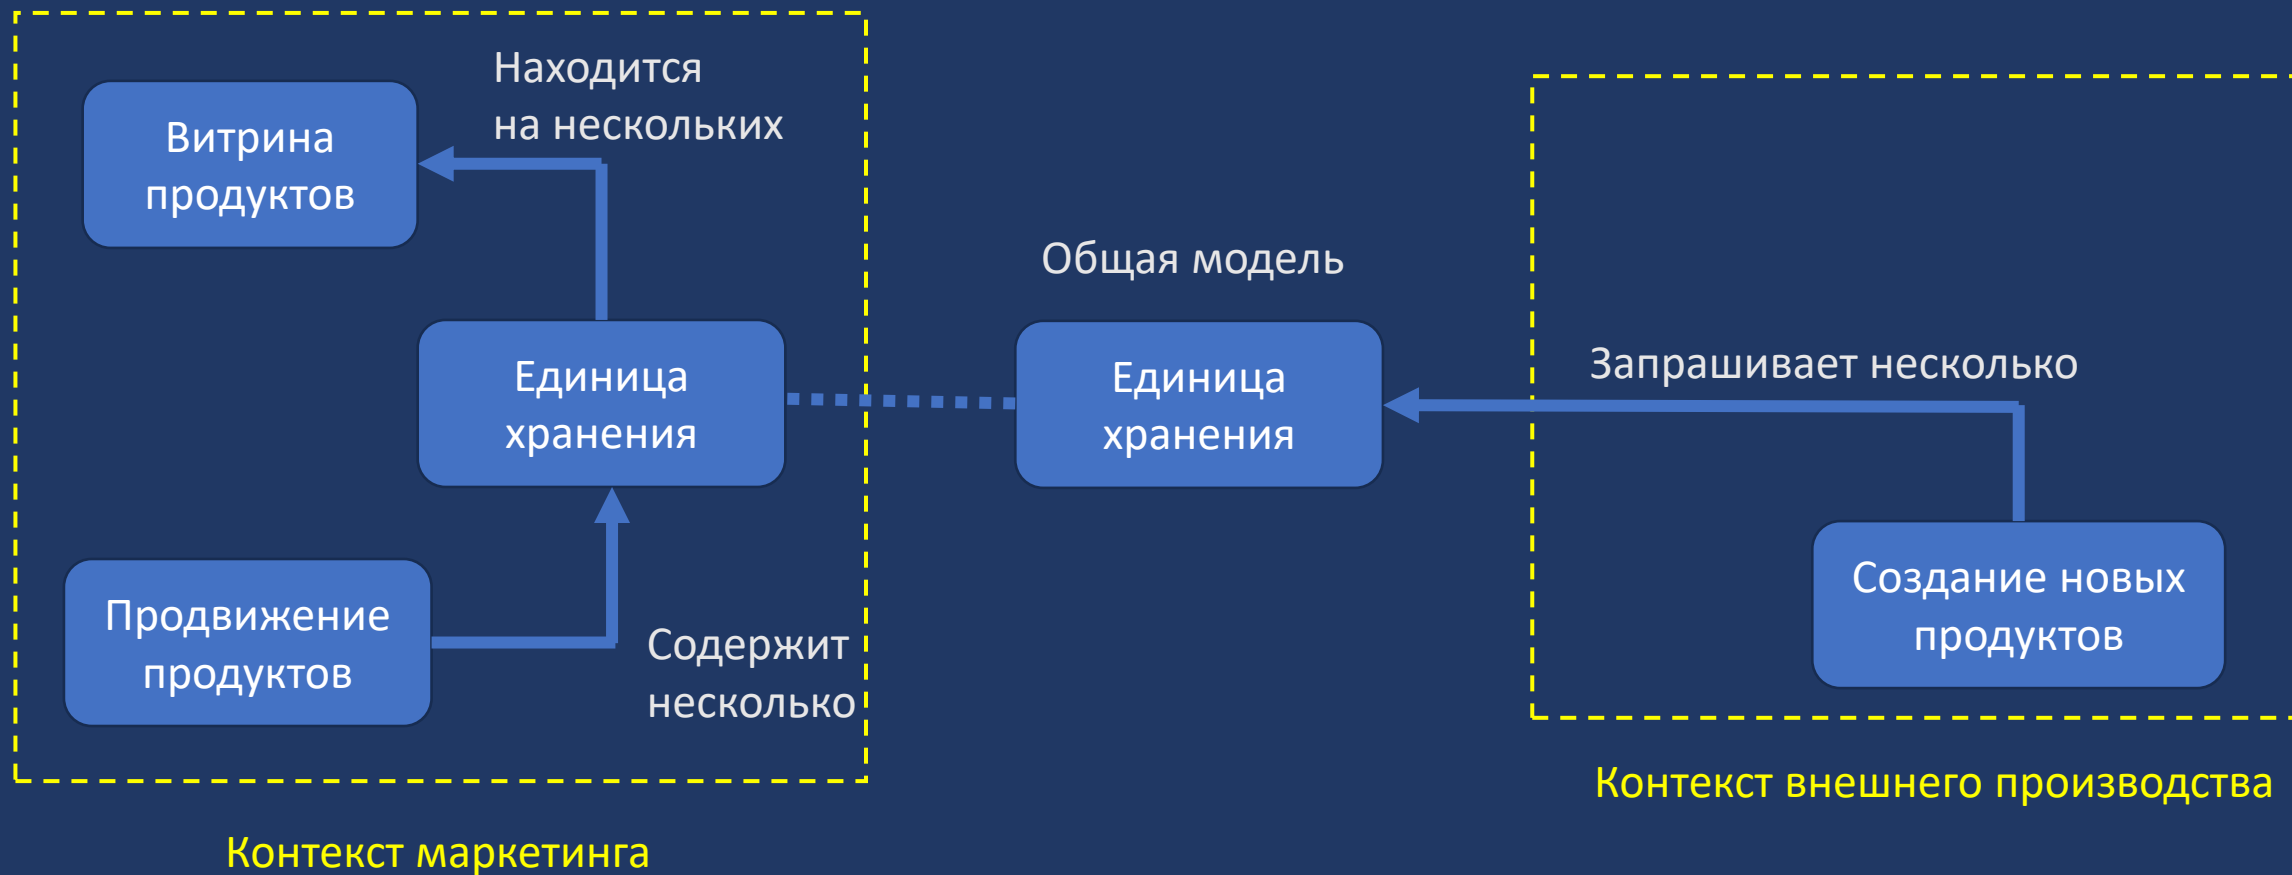 Находится
на нескольких
Витрина
продуктов
Общая модель
Единица
хранения
Единица
хранения
Запрашивает несколько
Продвижение
продуктов
Содержит
несколько
Создание новых
продуктов
Контекст внешнего производства
Контекст маркетинга